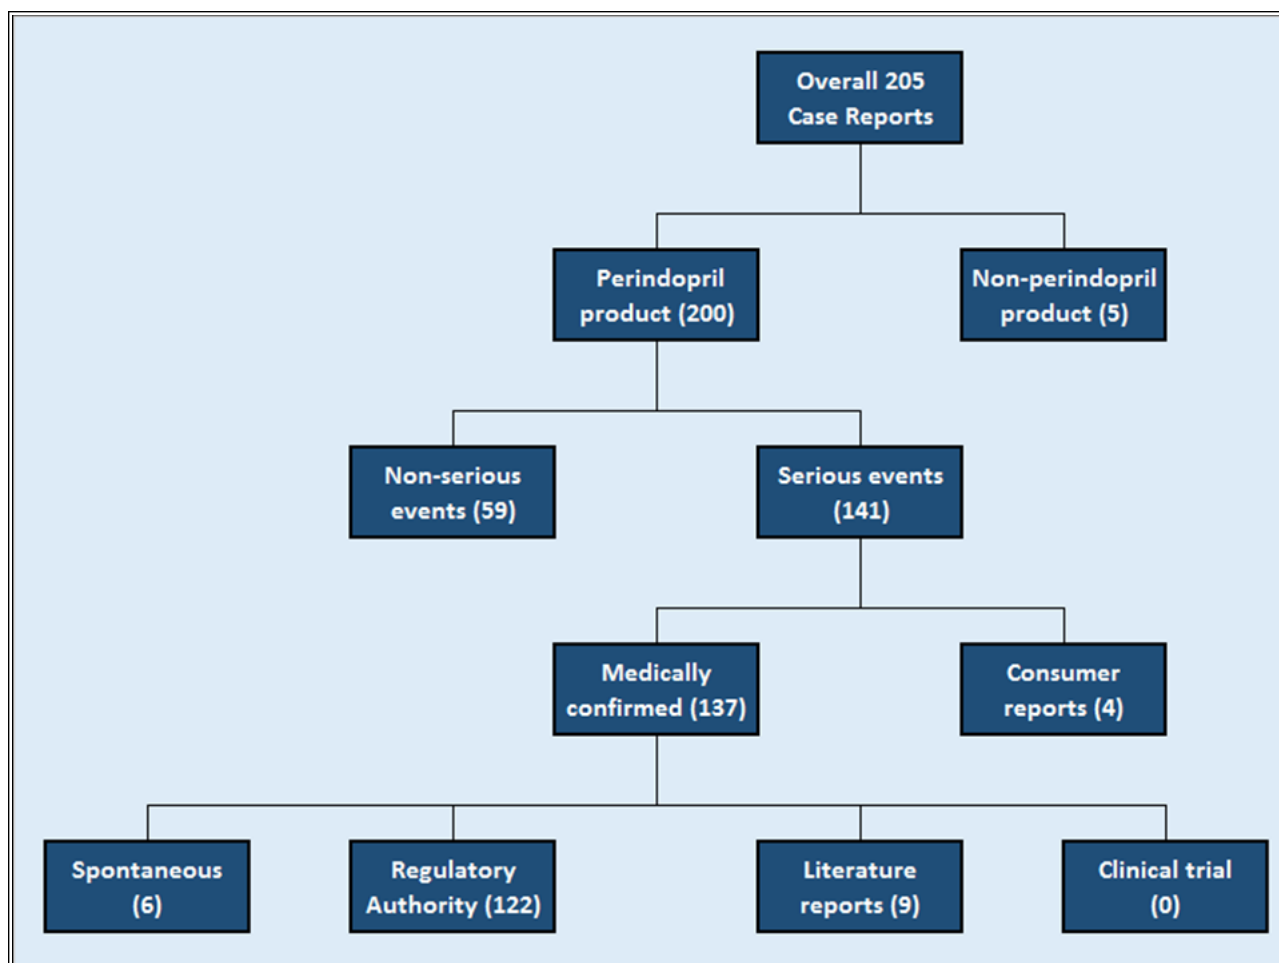 Overall 205
Case Reports
Perindopril
product (200)
Non-perindopril
product (5)
Non-serious
events (59)
Serious events
(141)
Medically
confirmed (137)
Consumer
reports (4)
Spontaneous
(6)
Regulatory
Authority (122)
Literature
reports (9)
Clinical trial
(0)